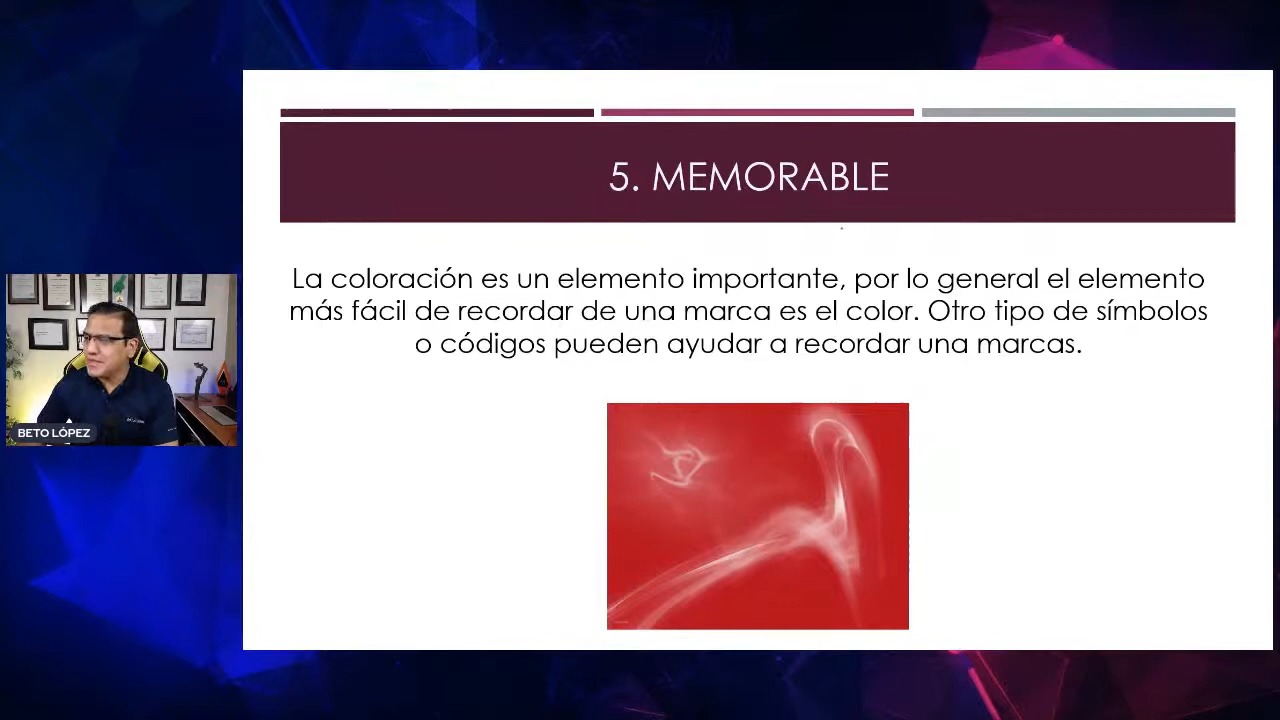 5. MEMORABLE
La coloración es un elemento importante, por lo general el elemento
más fácil de recordar de una marca es el color. Otro tipo de símbolos
o códigos pueden ayudar a recordar una marcas.
BETO LÓPEZ